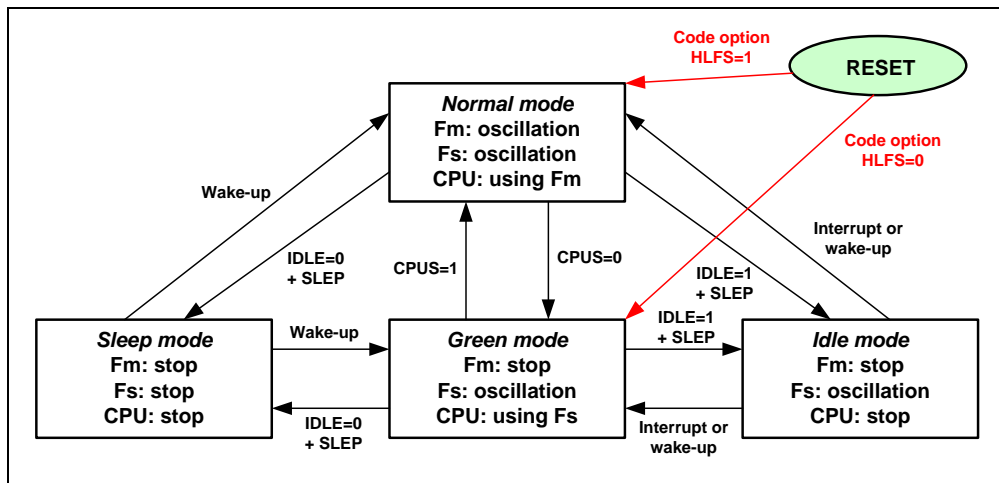 Code option
HLFS=1
RESET
Normal mode
Fm: oscillation
Fs: oscillation
CPU: using Fm
Code option
HLFS=0
Wake-up
Interrupt or
wake-up
IDLE=0
+ SLEP
CPUS=1
CPUS=0
IDLE=1
+ SLEP
IDLE=1
+ SLEP
Sleep mode
Fm: stop
Fs: stop
CPU: stop
Wake-up
Green mode
Fm: stop
Fs: oscillation
CPU: using Fs
Idle mode
Fm: stop
Fs: oscillation
CPU: stop
IDLE=0
+ SLEP
Interrupt or
wake-up